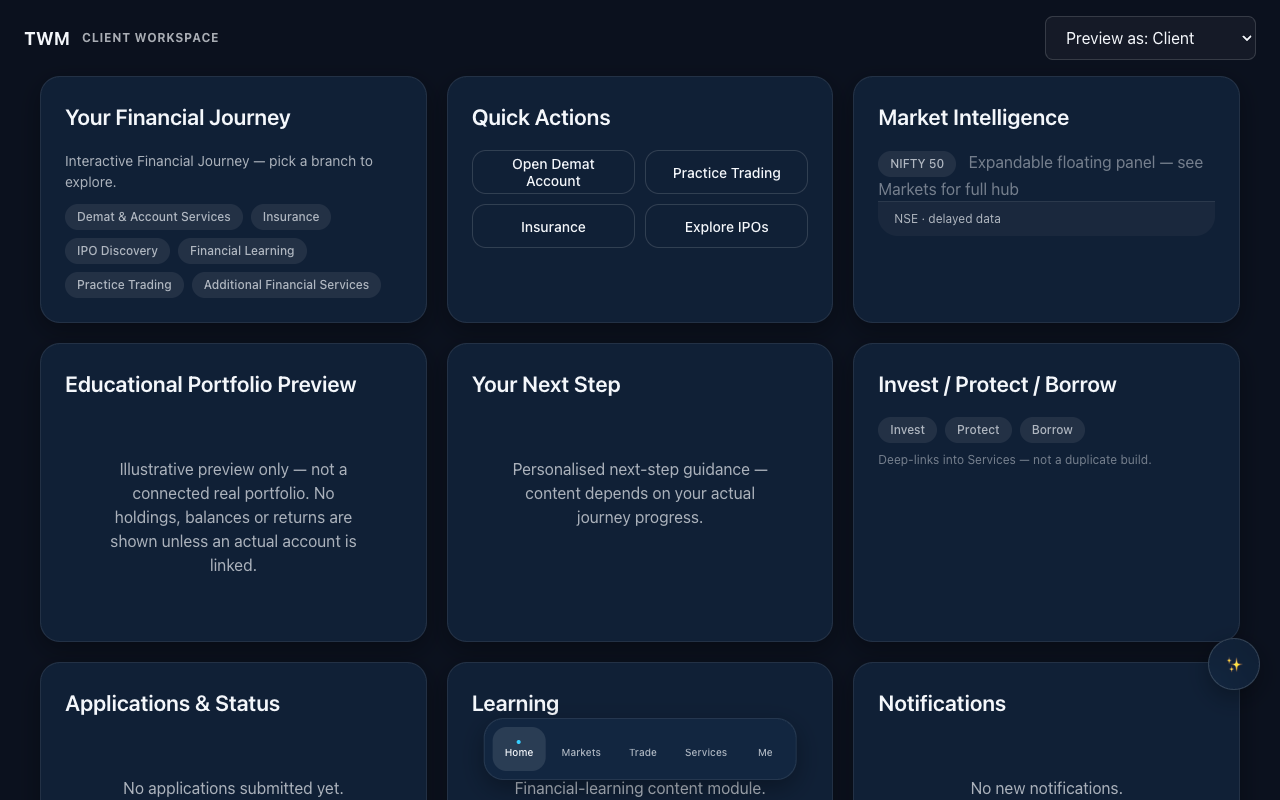 TWM CLIENT WORKSPACE
Preview as: Client
Your Financial Journey
Interactive Financial Journey — pick a branch to
explore.
Demat & Account Services
Insurance
IPO Discovery
Financial Learning
Practice Trading
Additional Financial Services
Quick Actions
Open Demat
Account
Practice Trading
Insurance
Explore IPOs
Market Intelligence
NIFTY 50 Expandable floating panel — see
Markets for full hub
NSE · delayed data
Educational Portfolio Preview
Illustrative preview only — not a
connected real portfolio. No
holdings, balances or returns are
shown unless an actual account is
linked.
Your Next Step
Personalised next-step guidance —
content depends on your actual
journey progress.
Invest / Protect / Borrow
Invest
Protect
Borrow
Deep-links into Services — not a duplicate build.
Applications & Status
No applications submitted yet.
Learning
Financial-learning content module.
Notifications
No new notifications.
Home
Markets
Trade
Services
Me